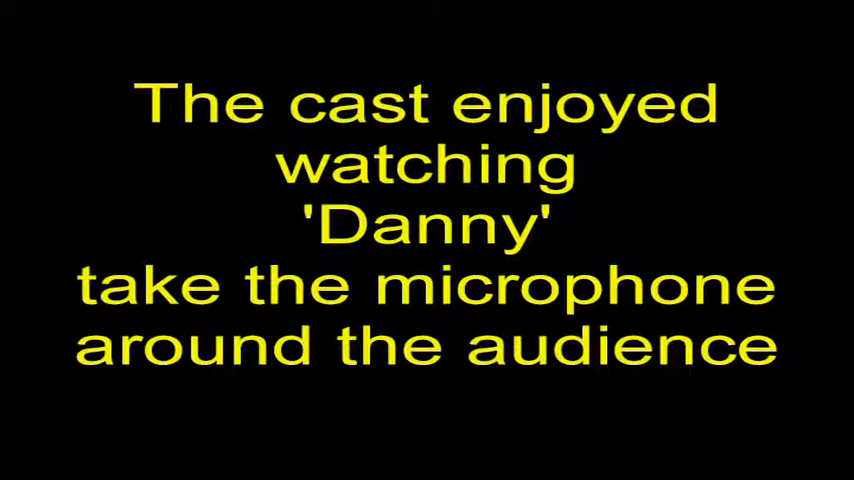 The cast enjoyed
watching
'Danny'
take the microphone
around the audience